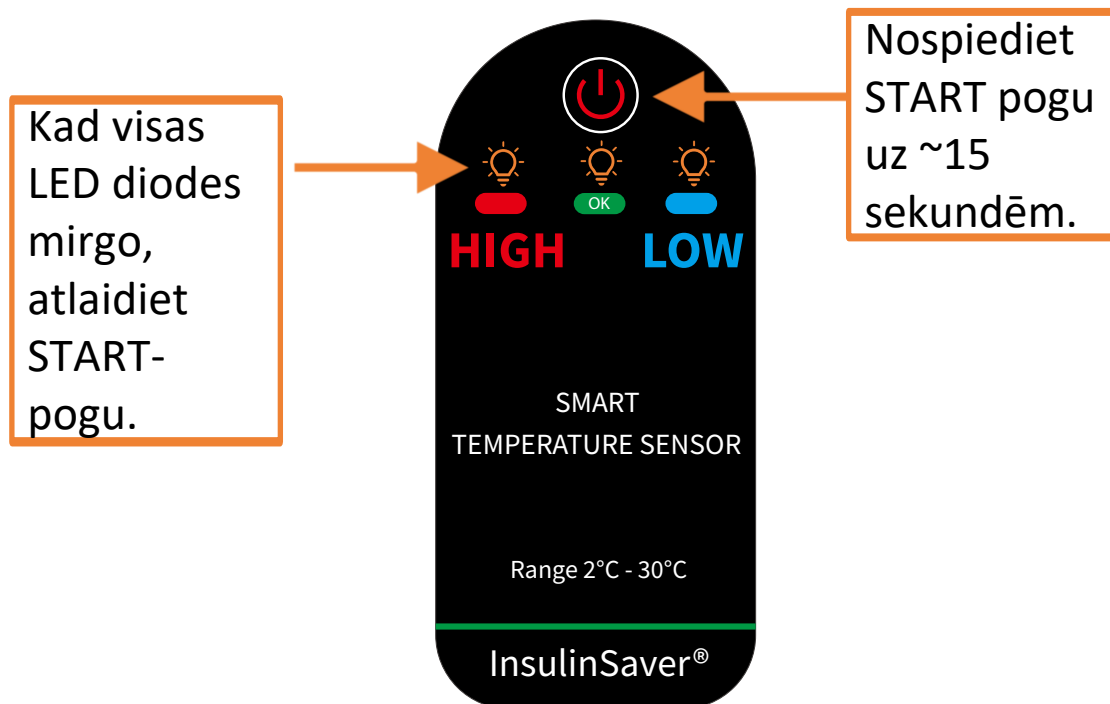 Kad visas
LED diodes
mirgo,
atlaidiet
START-
pogu.
Nospiediet
START pogu
uz ~15
sekundēm.
OK
HIGH
LOW
SMART
TEMPERATURE SENSOR
Range 2°C - 30°C
InsulinSaver®